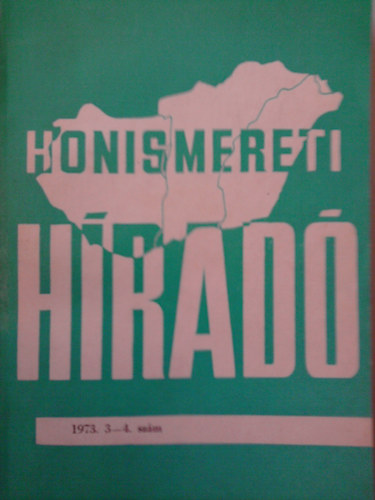 HONISMERETI
HÍRADÓ
1973. 3—4. szám